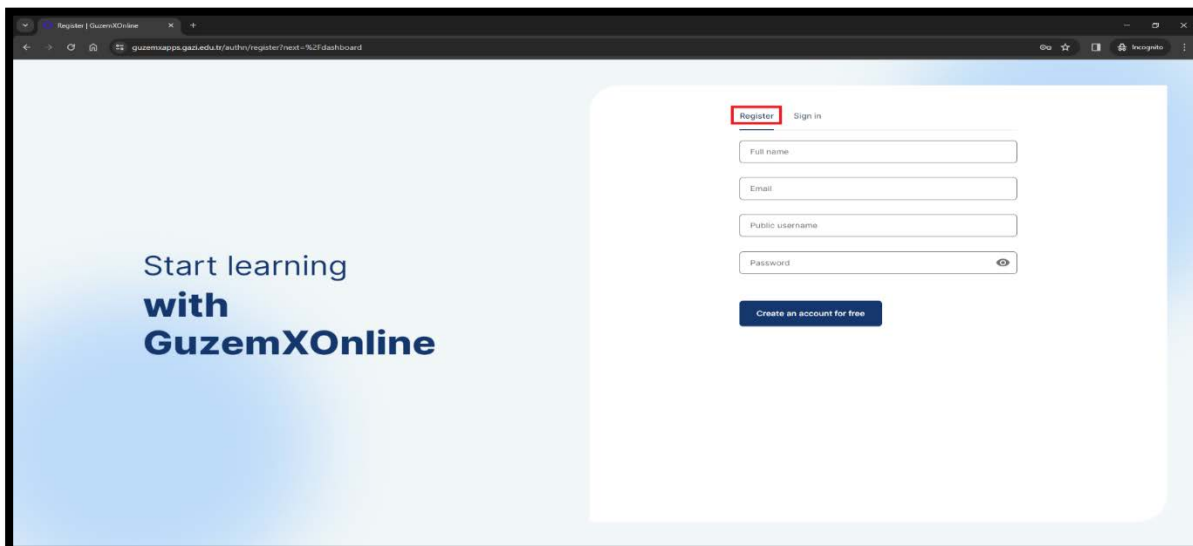 Register | GuzemXOnline
guzemxapps.gazi.edu.tr/authn/register?next=%2Fdashboard
Incognito
Register Sign in
Full name
Email
Public username
Password
Create an account for free
Start learning
with
GuzemXOnline